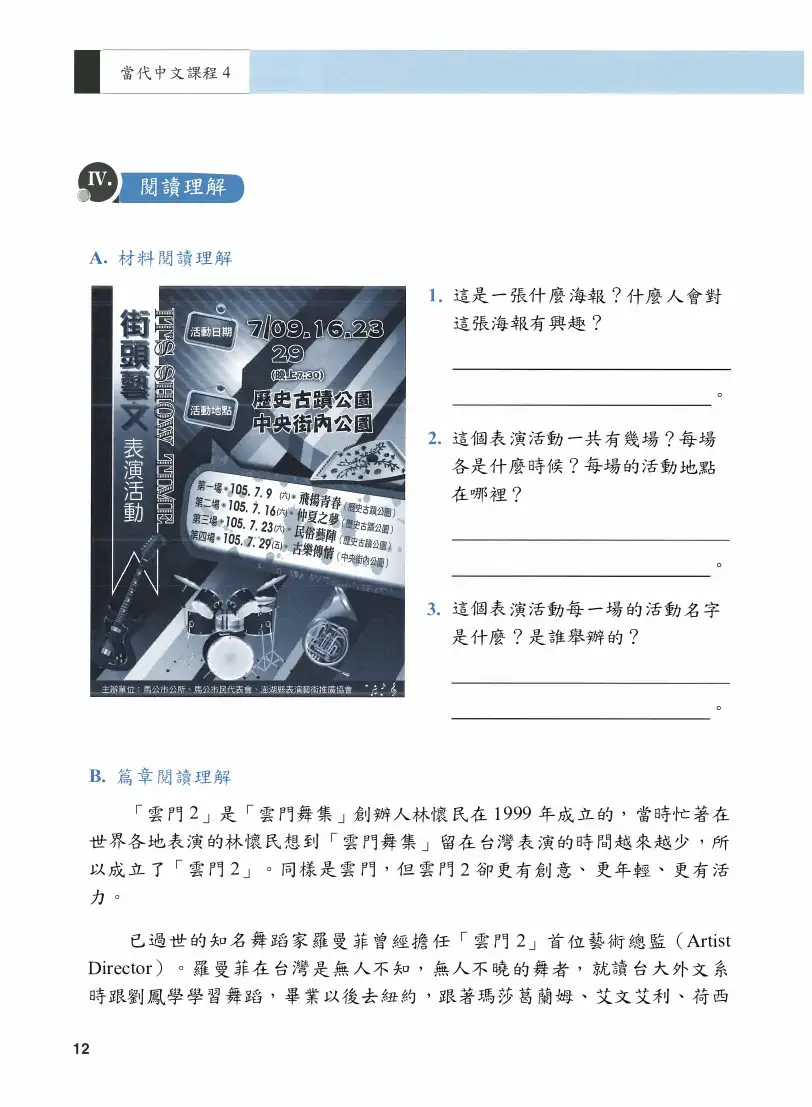 當代中文課程 4
IV. 閱讀理解
A. 材料閱讀理解
街頭藝文
表演活動
IT'S SHOW TIME
活動日期
7/09.16.23
29
(晚上7:30)
活動地點
歷史古蹟公園
中央街內公園
第一場 105.7.9 (六) 飛揚青春 (歷史古蹟公園)
第二場 105.7.16 (六) 仲夏之夢 (歷史古蹟公園)
第三場 105.7.23 (六) 民俗藝陣 (歷史古蹟公園)
第四場 105.7.29 (五) 古樂傳情 (中央街內公園)
主辦單位：馬公市公所、馬公市民代表會、澎湖縣表演藝術推廣協會
1. 這是一張什麼海報？什麼人會對
這張海報有興趣？
。
2. 這個表演活動一共有幾場？每場
各是什麼時候？每場的活動地點
在哪裡？
。
3. 這個表演活動每一場的活動名字
是什麼？是誰舉辦的？
。
B. 篇章閱讀理解
「雲門 2」是「雲門舞集」創辦人林懷民在 1999 年成立的，當時忙著在
世界各地表演的林懷民想到「雲門舞集」留在台灣表演的時間越來越少，所
以成立了「雲門 2」。同樣是雲門，但雲門 2 卻更有創意、更年輕、更有活
力。
已過世的知名舞蹈家羅曼菲曾經擔任「雲門 2」首位藝術總監（Artist
Director）。羅曼菲在台灣是無人不知，無人不曉的舞者，就讀台大外文系
時跟劉鳳學學習舞蹈，畢業以後去紐約，跟著瑪莎葛蘭姆、艾文艾利、荷西
12